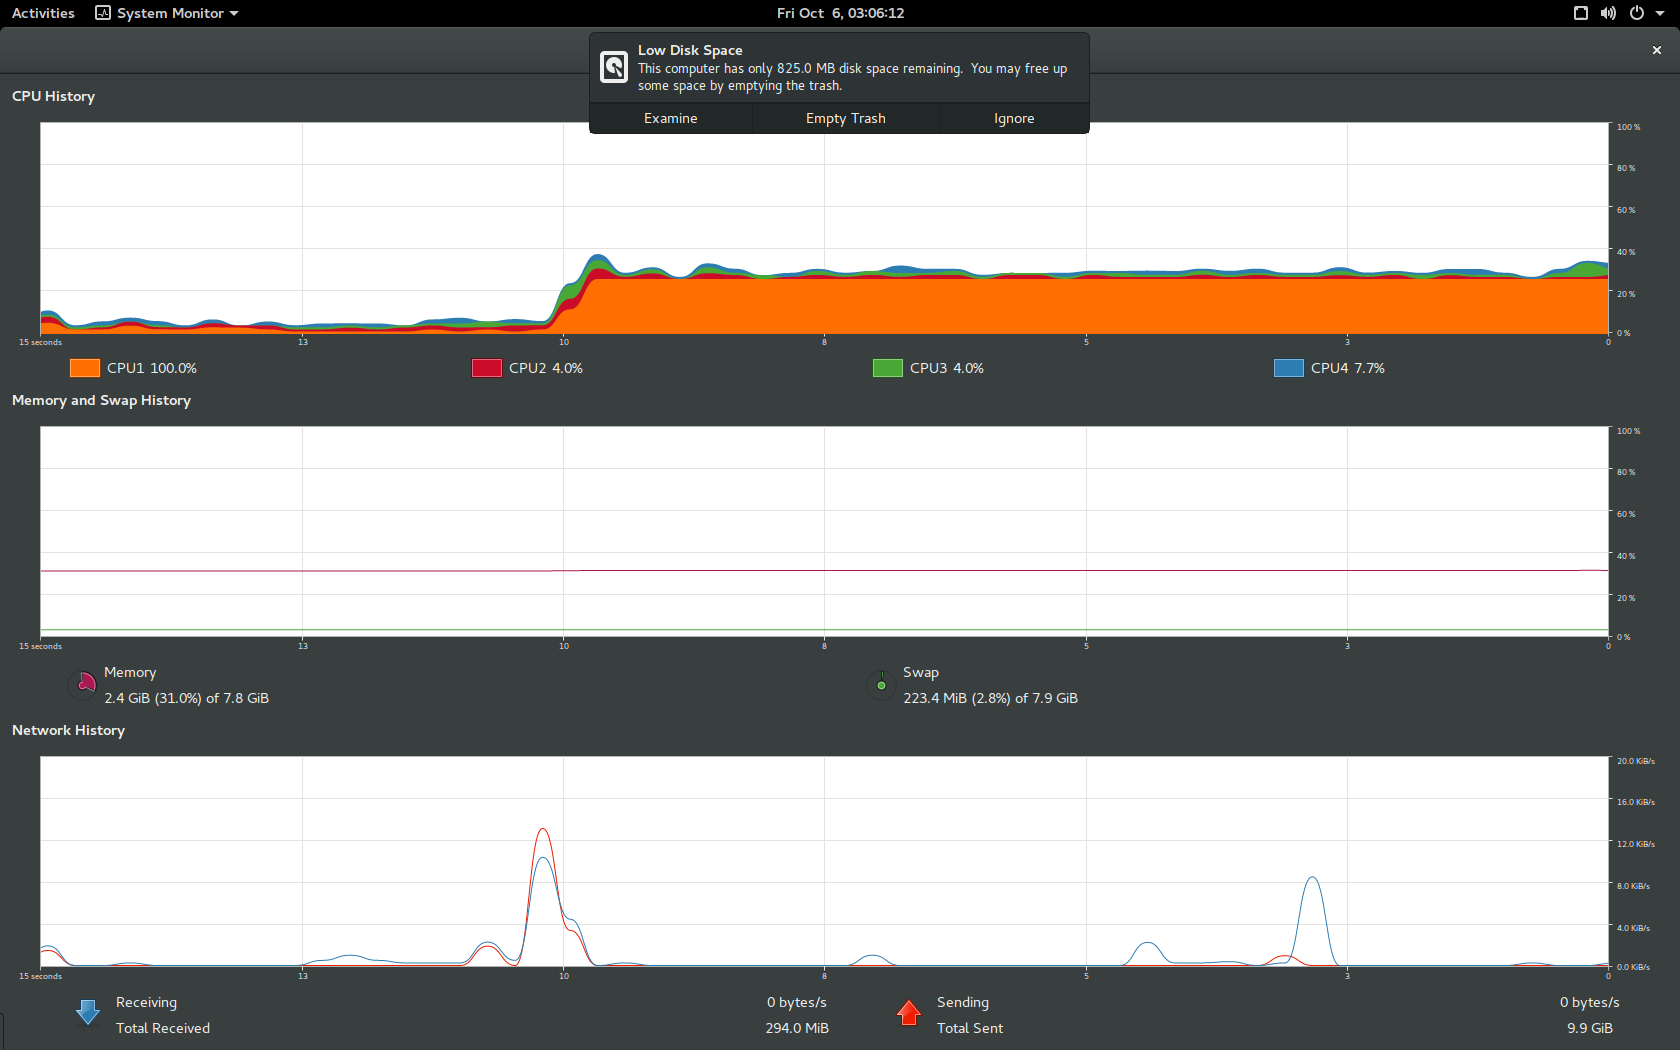 Activities
System Monitor
Fri Oct 6, 03:06:12
Low Disk Space
This computer has only 825.0 MB disk space remaining. You may free up
some space by emptying the trash.
Examine
Empty Trash
Ignore
CPU History
100 %
80 %
60 %
40 %
20 %
0 %
15 seconds
13
10
8
5
3
0
CPU1 100.0%
CPU2 4.0%
CPU3 4.0%
CPU4 7.7%
Memory and Swap History
100 %
80 %
60 %
40 %
20 %
0 %
15 seconds
13
10
8
5
3
0
Memory
2.4 GiB (31.0%) of 7.8 GiB
Swap
223.4 MiB (2.8%) of 7.9 GiB
Network History
20.0 KiB/s
16.0 KiB/s
12.0 KiB/s
8.0 KiB/s
4.0 KiB/s
0.0 KiB/s
15 seconds
13
10
8
5
3
0
Receiving
0 bytes/s
Total Received
294.0 MiB
Sending
0 bytes/s
Total Sent
9.9 GiB